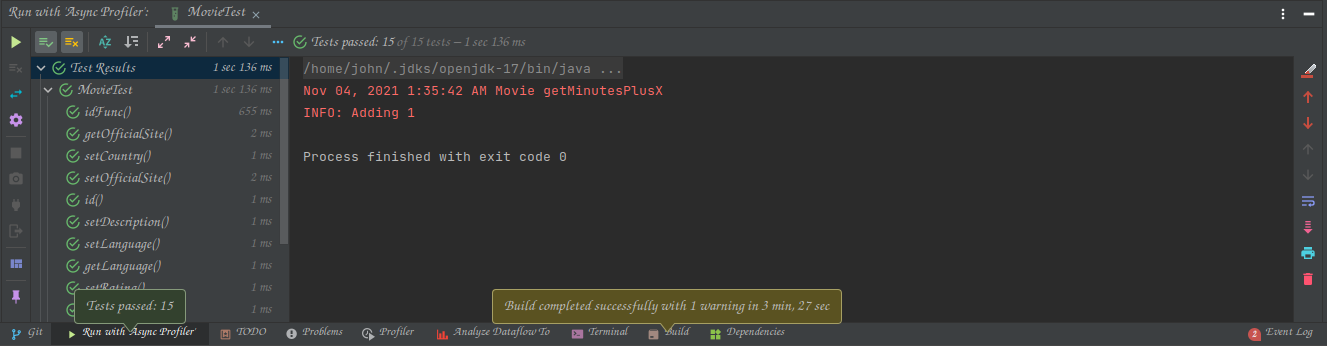 Run with 'Async Profiler': MovieTest
Tests passed: 15 of 15 tests – 1 sec 136 ms
Test Results 1 sec 136 ms
MovieTest 1 sec 136 ms
idFunc() 655 ms
getOfficialSite() 2 ms
setCountry() 1 ms
setOfficialSite() 2 ms
id() 1 ms
setDescription() 1 ms
setLanguage() 1 ms
getLanguage() 1 ms
setRating() 1 ms
1 ms
/home/john/.jdks/openjdk-17/bin/java ...
Nov 04, 2021 1:35:42 AM Movie getMinutesPlusX
INFO: Adding 1
Process finished with exit code 0
Tests passed: 15
Build completed successfully with 1 warning in 3 min, 27 sec
Git Run with 'Async Profiler' TODO Problems Profiler Analyze Dataflow To Terminal Build Dependencies 2 Event Log